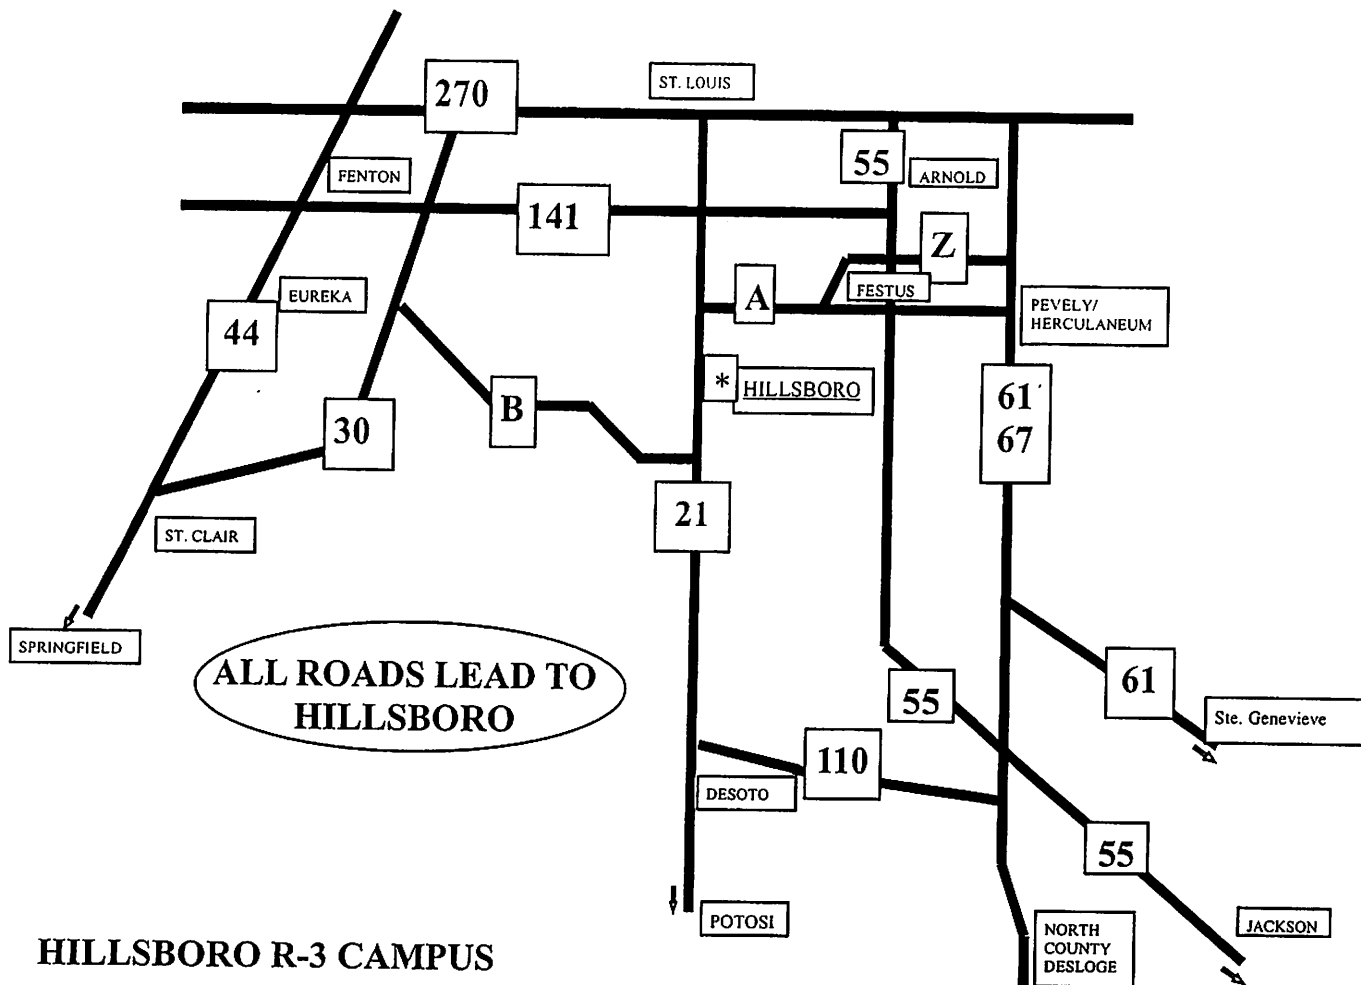 ST. LOUIS
270
55
ARNOLD
FENTON
141
Z
EUREKA
A
FESTUS
PEVELY/
HERCULANEUM
44
* HILLSBORO
B
30
61
67
21
ST. CLAIR
SPRINGFIELD
ALL ROADS LEAD TO
HILLSBORO
55
61
Ste. Genevieve
110
DESOTO
55
POTOSI
NORTH
COUNTY
DESLOGE
JACKSON
HILLSBORO R-3 CAMPUS